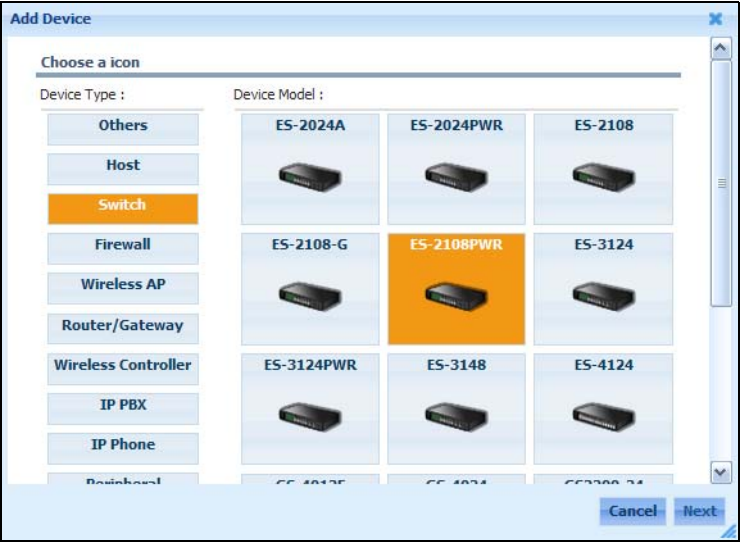 Add Device
Choose a icon
Device Type :
Device Model :
Others
Host
Switch
Firewall
Wireless AP
Router/Gateway
Wireless Controller
IP PBX
IP Phone
Peripheral
ES-2024A ES-2024PWR ES-2108
ES-2108-G ES-2108PWR ES-3124
ES-3124PWR ES-3148 ES-4124
Cancel Next